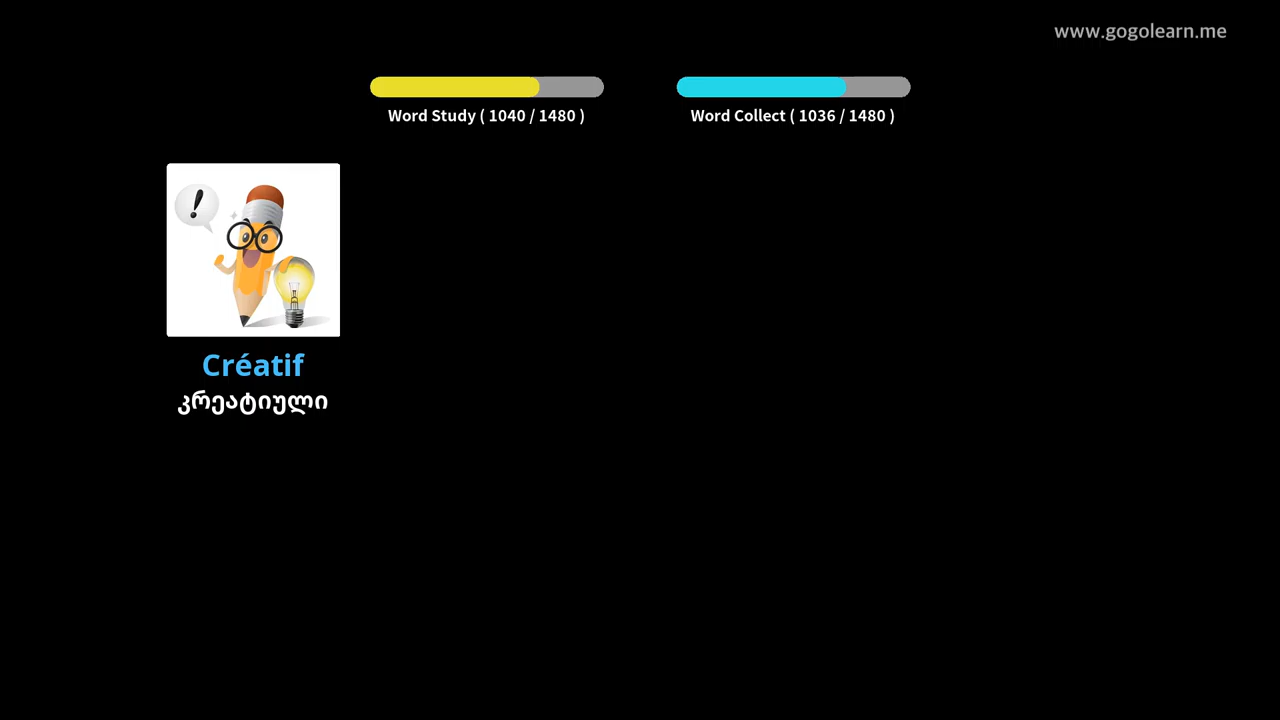 www.gogolearn.me
Word Study ( 1040 / 1480 )
Word Collect ( 1036 / 1480 )
!
Créatif
კრეატიული